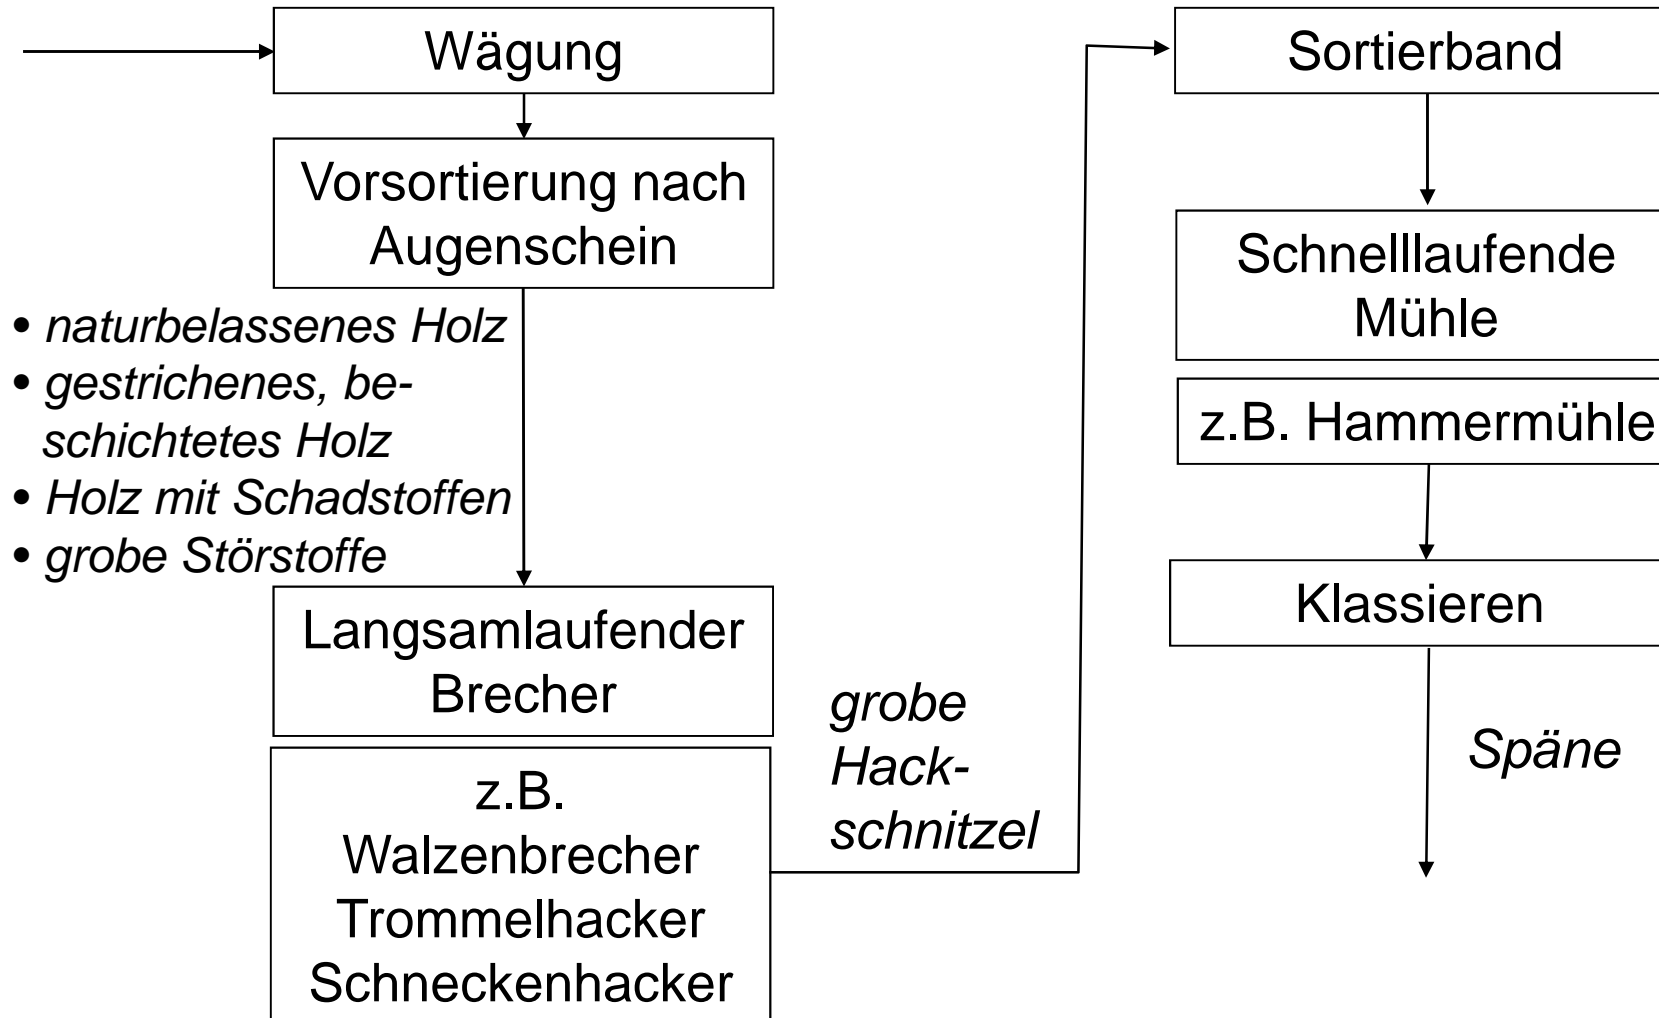 Wägung
Vorsortierung nach
Augenschein
• naturbelassenes Holz
• gestrichenes, be-
schichtetes Holz
• Holz mit Schadstoffen
• grobe Störstoffe
Langsamlaufender
Brecher
z.B.
Walzenbrecher
Trommelhacker
Schneckenhacker
grobe
Hack-
schnitzel
Sortierband
Schnelllaufende
Mühle
z.B. Hammermühle
Klassieren
Späne